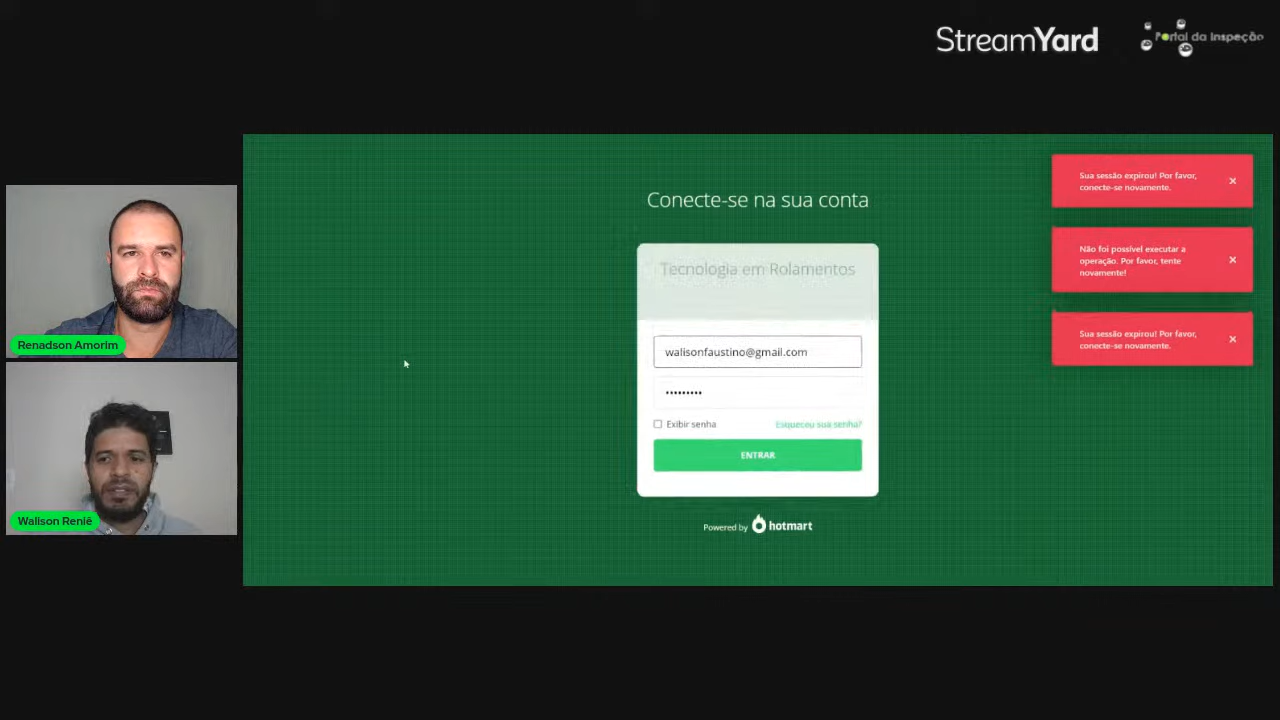 StreamYard
Portal da Inspeção
Conecte-se na sua conta
Tecnologia em Rolamentos
walisonfaustino@gmail.com
•••••••••
Exibir senha
Esqueceu sua senha?
ENTRAR
Powered by hotmart
Sua sessão expirou! Por favor,
conecte-se novamente.
Não foi possível executar a
operação. Por favor, tente
novamente!
Sua sessão expirou! Por favor,
conecte-se novamente.
Renadson Amorim
Walison Renié